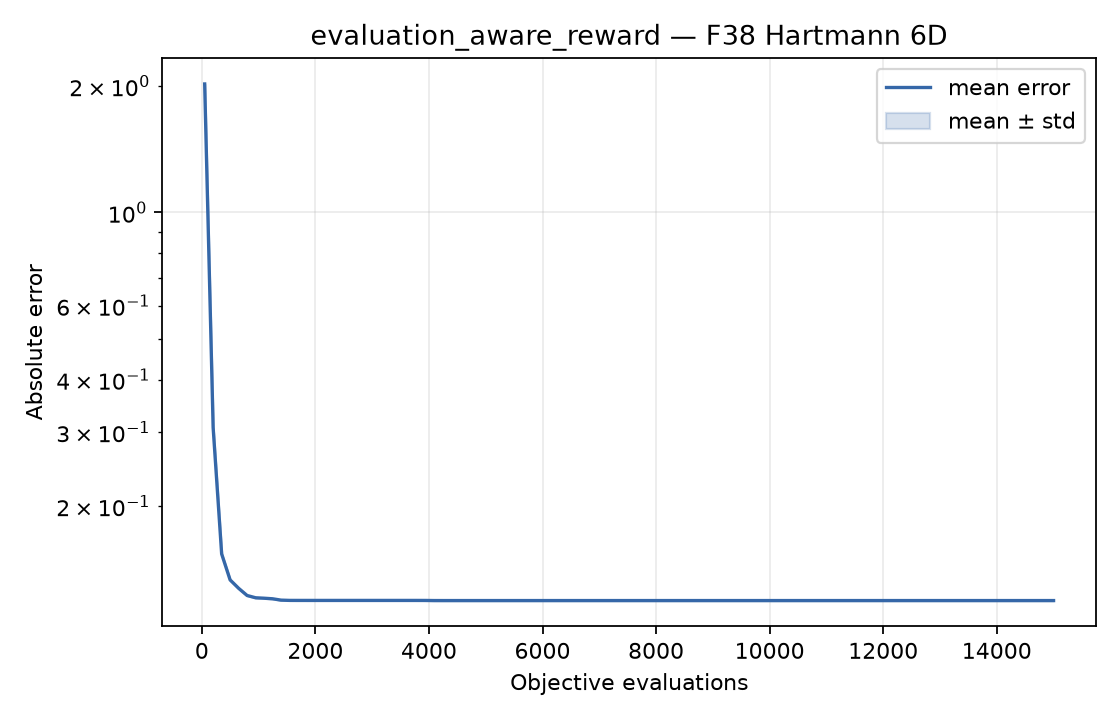 evaluation_aware_reward — F38 Hartmann 6D
mean error
mean ± std
Absolute error
2 × 10⁰
10⁰
6 × 10⁻¹
4 × 10⁻¹
3 × 10⁻¹
2 × 10⁻¹
0 2000 4000 6000 8000 10000 12000 14000
Objective evaluations